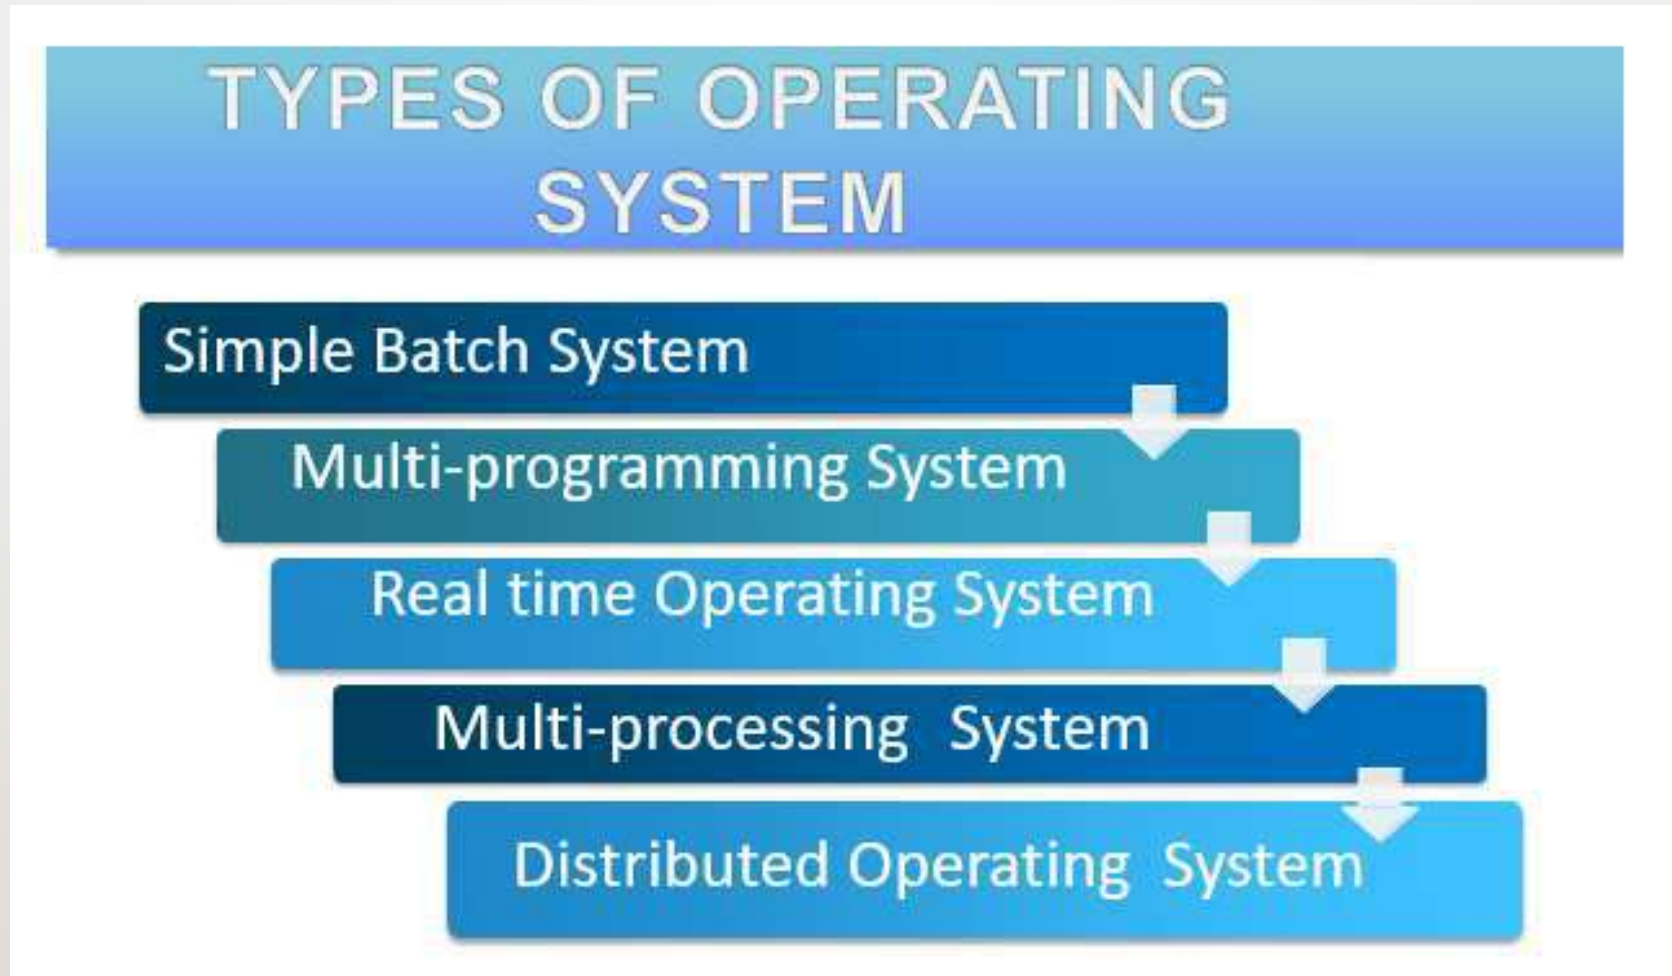 TYPES OF OPERATING
SYSTEM
Simple Batch System
Multi-programming System
Real time Operating System
Multi-processing System
Distributed Operating System